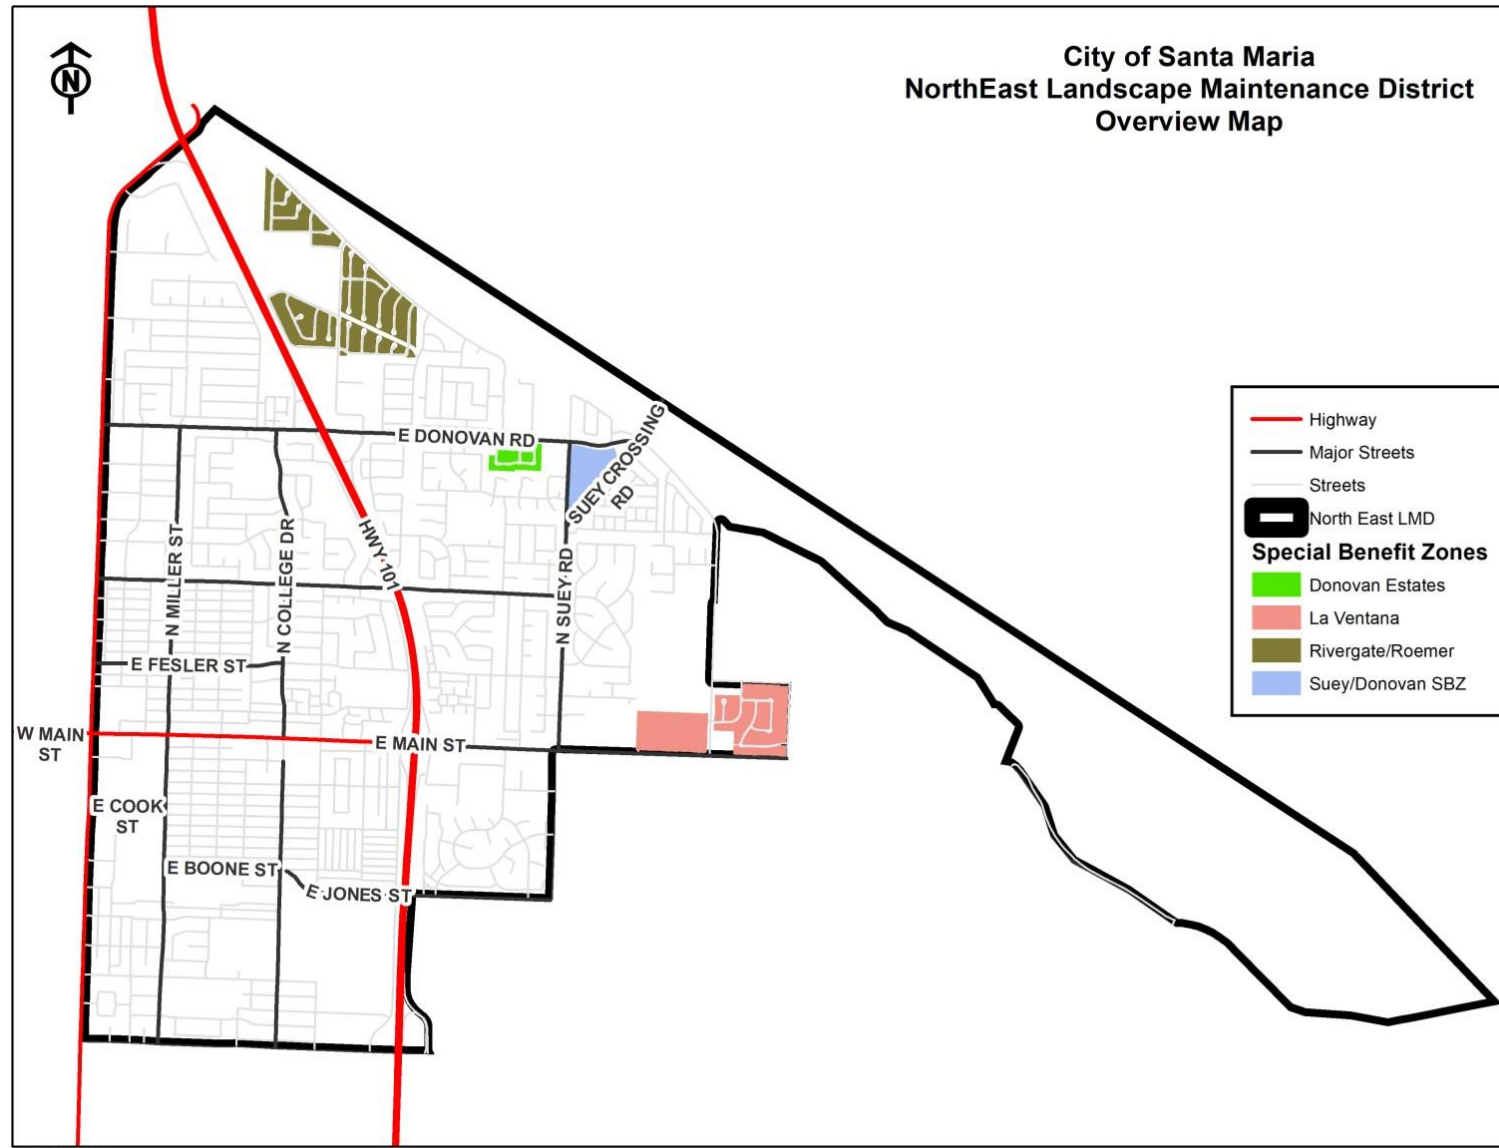 N
City of Santa Maria
NorthEast Landscape Maintenance District
Overview Map
E DONOVAN RD
SUEY CROSSING
RD
HWY 101
N MILLER ST
N COLLEGE DR
N SUEY RD
E FESLER ST
W MAIN
ST
E MAIN ST
E COOK
ST
E BOONE ST
E JONES ST
Highway
Major Streets
Streets
North East LMD
Special Benefit Zones
Donovan Estates
La Ventana
Rivergate/Roemer
Suey/Donovan SBZ